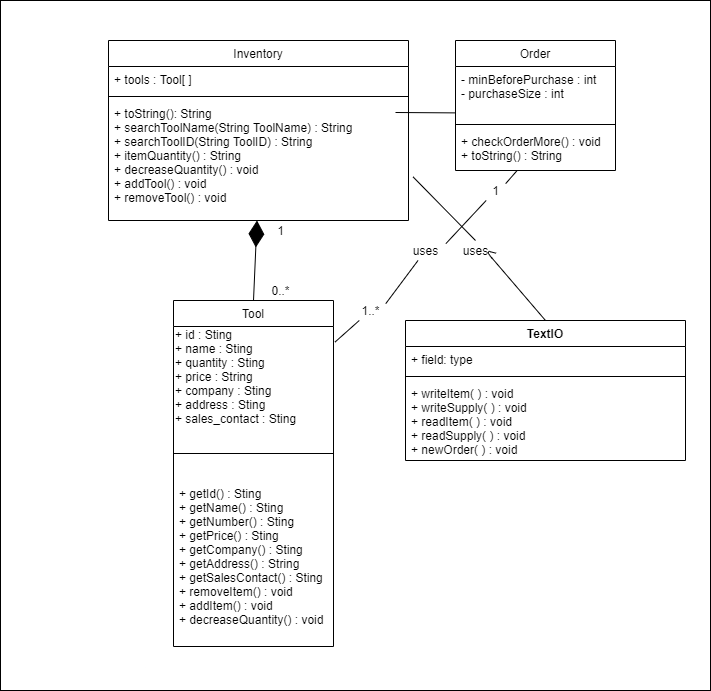 Inventory
+ tools : Tool[ ]
+ toString(): String
+ searchToolName(String ToolName) : String
+ searchToolID(String ToolID) : String
+ itemQuantity() : String
+ decreaseQuantity() : void
+ addTool() : void
+ removeTool() : void
Order
- minBeforePurchase : int
- purchaseSize : int
+ checkOrderMore() : void
+ toString() : String
1
1
uses
uses
0..*
1..*
Tool
+ id : Sting
+ name : Sting
+ quantity : Sting
+ price : String
+ company : Sting
+ address : Sting
+ sales_contact : Sting
+ getId() : Sting
+ getName() : Sting
+ getNumber() : Sting
+ getPrice() : Sting
+ getCompany() : Sting
+ getAddress() : String
+ getSalesContact() : Sting
+ removeItem() : void
+ addItem() : void
+ decreaseQuantity() : void
TextIO
+ field: type
+ writeItem( ) : void
+ writeSupply( ) : void
+ readItem( ) : void
+ readSupply( ) : void
+ newOrder( ) : void